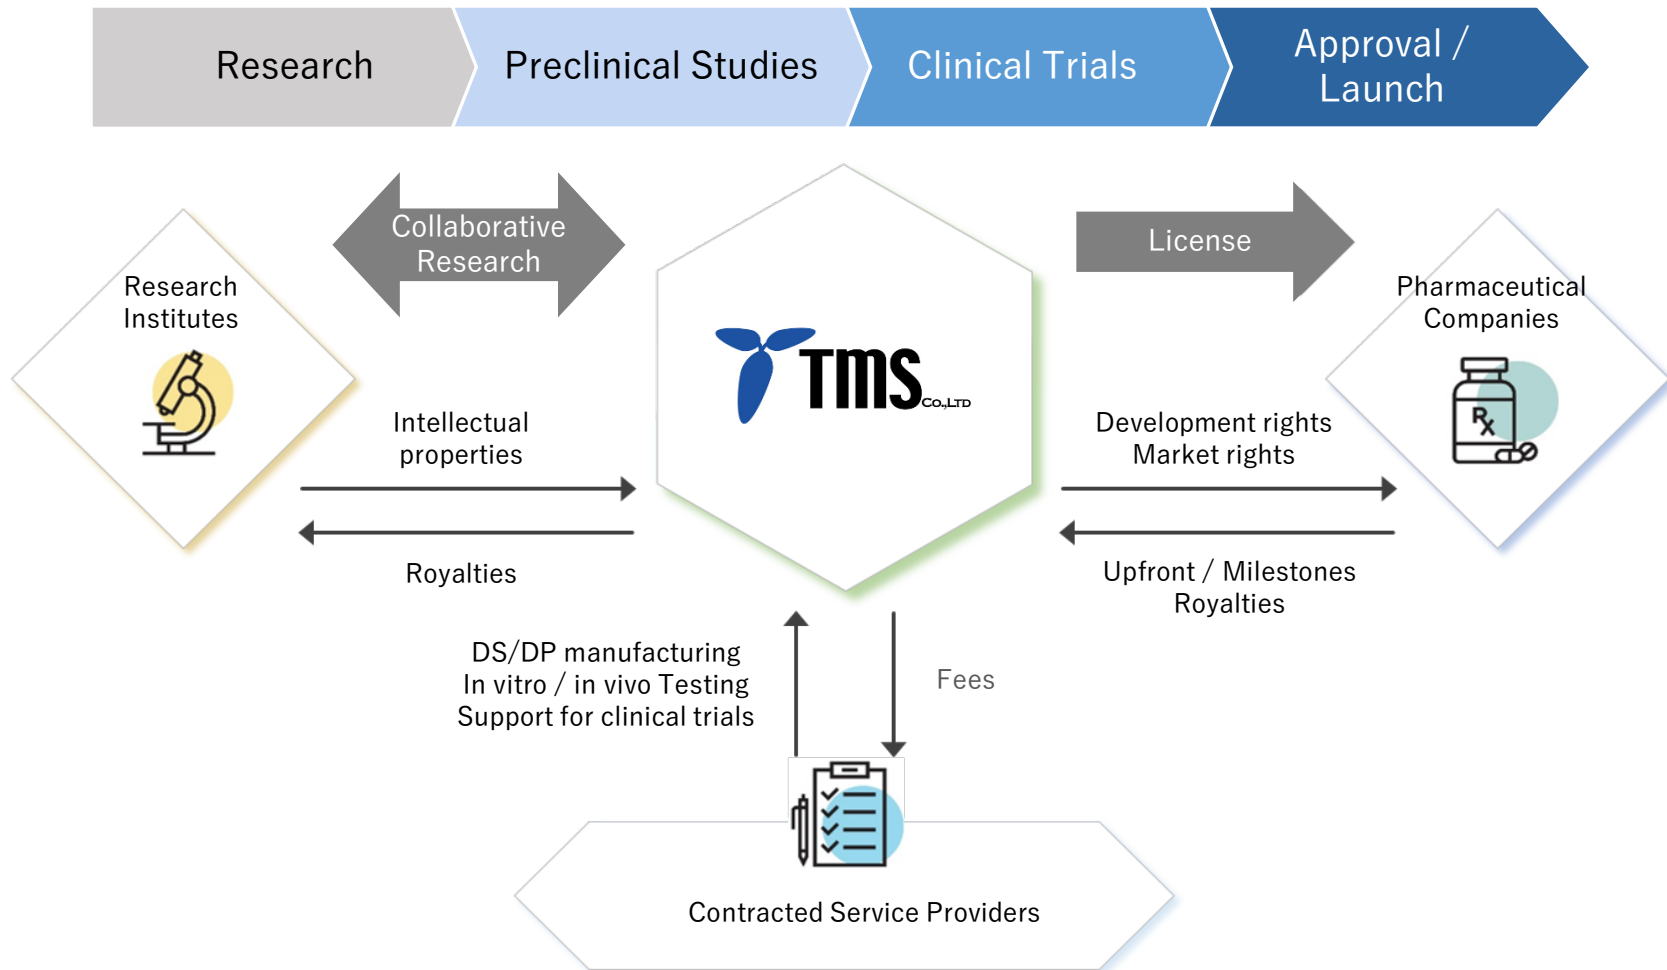 Research
Preclinical Studies
Clinical Trials
Approval /
Launch
Collaborative
Research
License
Research
Institutes
TMS Co.,LTD
Pharmaceutical
Companies
Rx
Intellectual
properties
Development rights
Market rights
Royalties
Upfront / Milestones
Royalties
DS/DP manufacturing
In vitro / in vivo Testing
Support for clinical trials
Fees
Contracted Service Providers